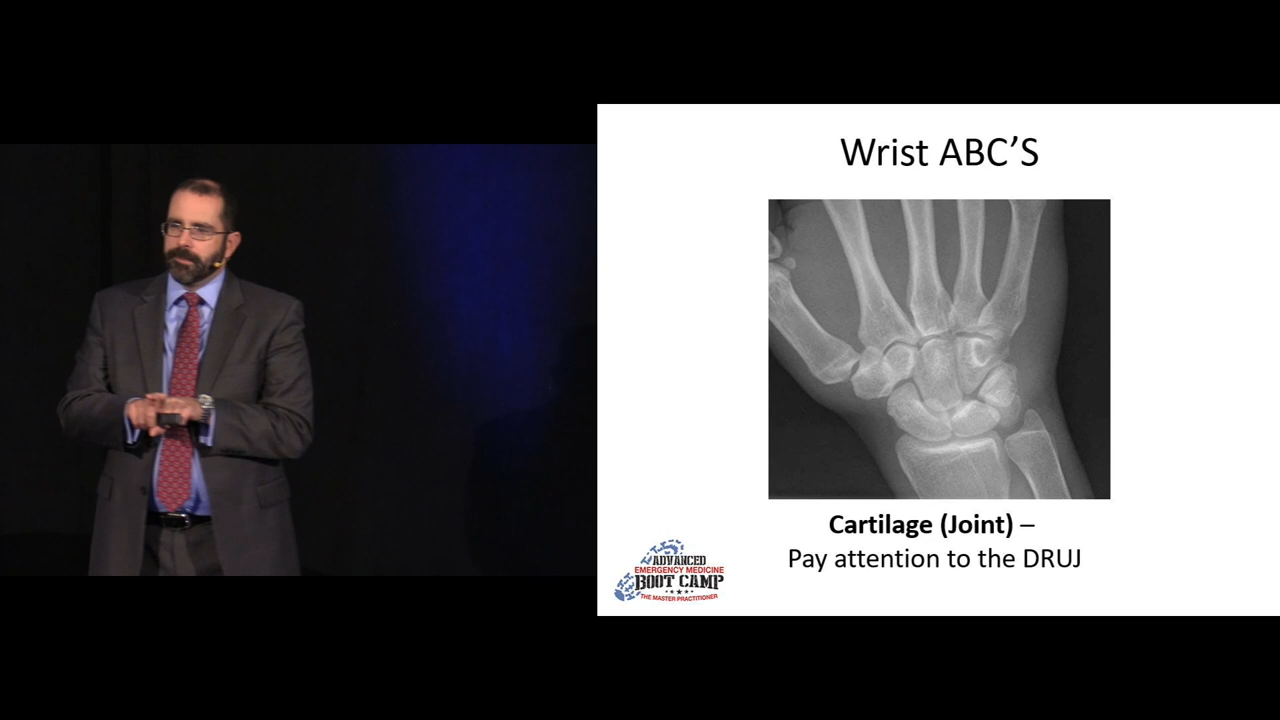 Wrist ABC’S
Cartilage (Joint) –
Pay attention to the DRUJ
ADVANCED
EMERGENCY MEDICINE
BOOT CAMP
THE MASTER PRACTITIONER